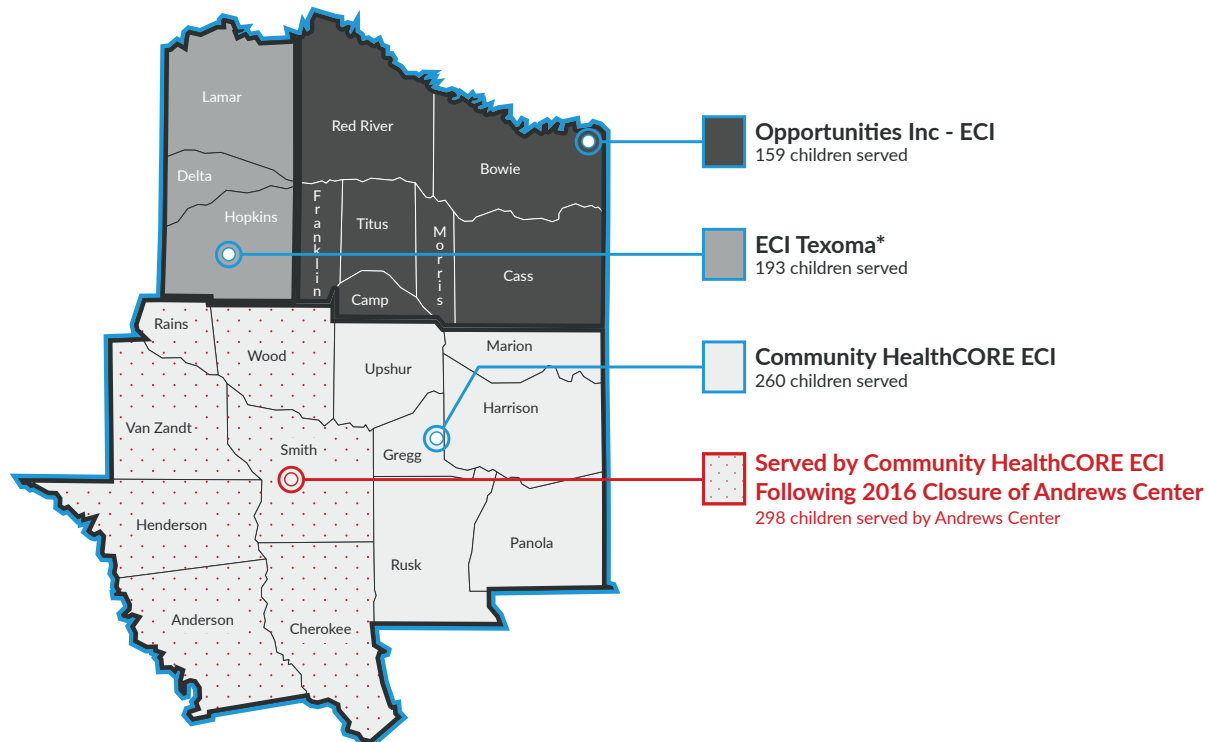 Lamar
Red River
Delta
Bowie
Hopkins
Franklin
Titus
Morris
Cass
Camp
Rains
Wood
Upshur
Marion
Harrison
Van Zandt
Smith
Gregg
Henderson
Panola
Rusk
Anderson
Cherokee
Opportunities Inc - ECI
159 children served
ECI Texoma*
193 children served
Community HealthCORE ECI
260 children served
Served by Community HealthCORE ECI
Following 2016 Closure of Andrews Center
298 children served by Andrews Center